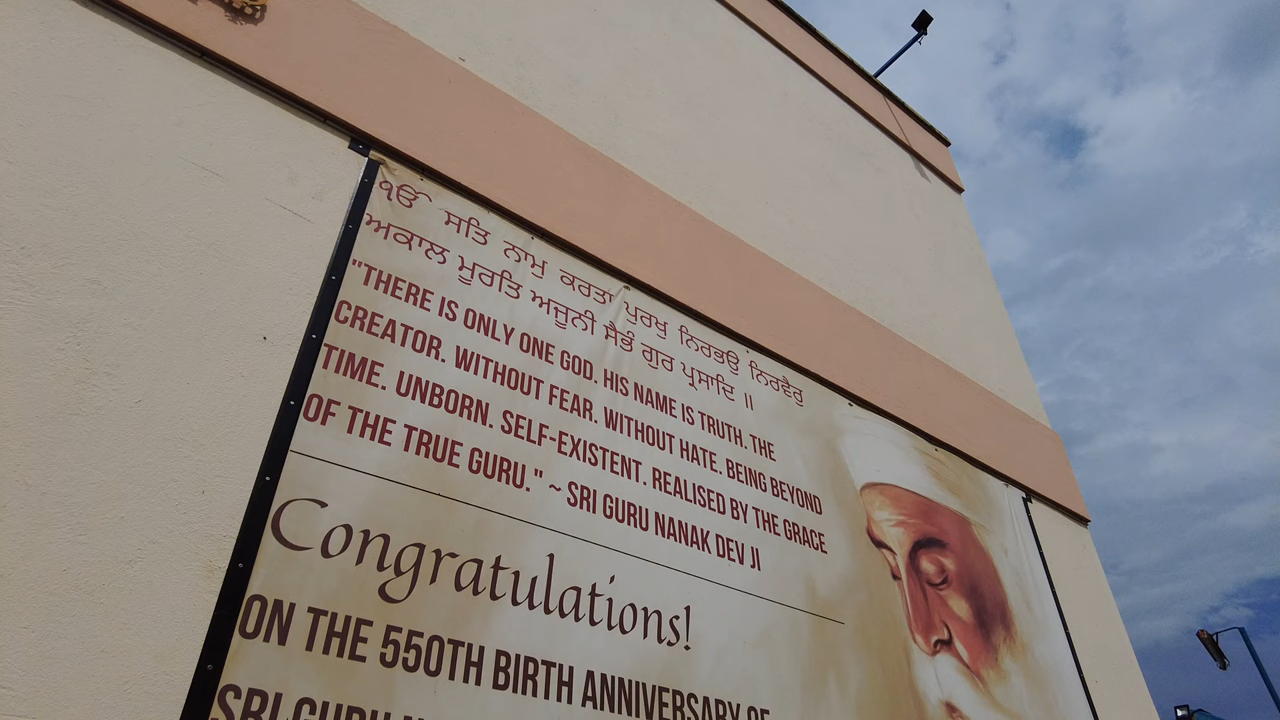 ੴ ਸਤਿ ਨਾਮੁ ਕਰਤਾ ਪੁਰਖੁ ਨਿਰਭਉ ਨਿਰਵੈਰੁ
ਅਕਾਲ ਮੂਰਤਿ ਅਜੂਨੀ ਸੈਭੰ ਗੁਰ ਪ੍ਰਸਾਦਿ ॥
"THERE IS ONLY ONE GOD. HIS NAME IS TRUTH. THE
CREATOR. WITHOUT FEAR. WITHOUT HATE. BEING BEYOND
TIME. UNBORN. SELF-EXISTENT. REALISED BY THE GRACE
OF THE TRUE GURU." ~ SRI GURU NANAK DEV JI
Congratulations!
ON THE 550TH BIRTH ANNIVERSARY OF
SRI GURU